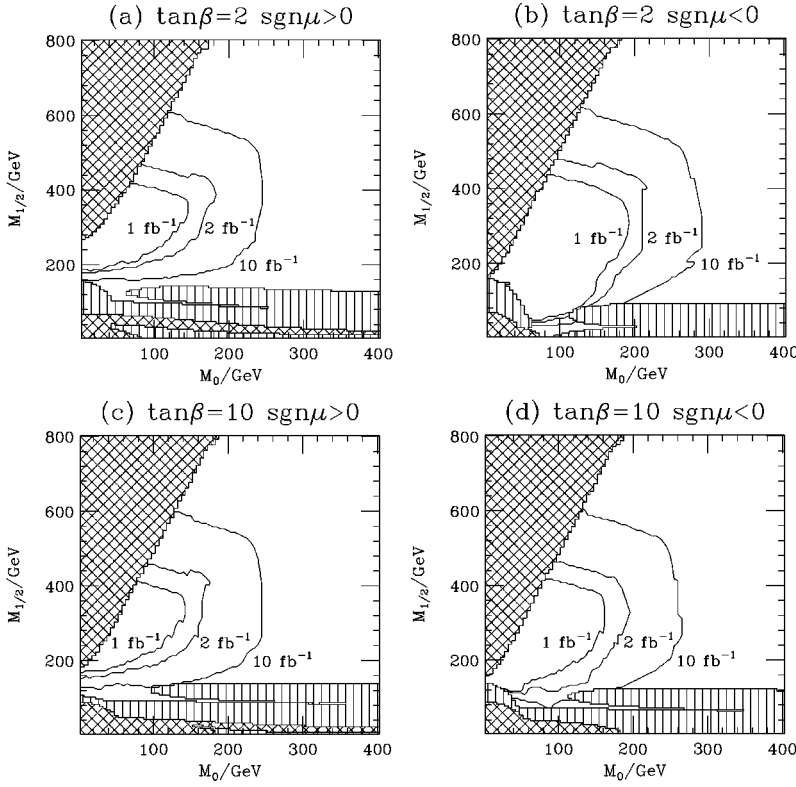 (a) tanβ=2 sgnμ>0
(b) tanβ=2 sgnμ<0
800
600
400
200
M1/2/GeV
1 fb⁻¹
2 fb⁻¹
10 fb⁻¹
100 200 300 400
M0/GeV
800
600
400
200
0
M1/2/GeV
1 fb⁻¹
2 fb⁻¹
10 fb⁻¹
100 200 300 400
M0/GeV
(c) tanβ=10 sgnμ>0
(d) tanβ=10 sgnμ<0
800
600
400
200
0
M1/2/GeV
1 fb⁻¹
2 fb⁻¹
10 fb⁻¹
100 200 300 400
M0/GeV
800
600
400
200
M1/2/GeV
1 fb⁻¹
2 fb⁻¹
10 fb⁻¹
100 200 300 400
M0/GeV